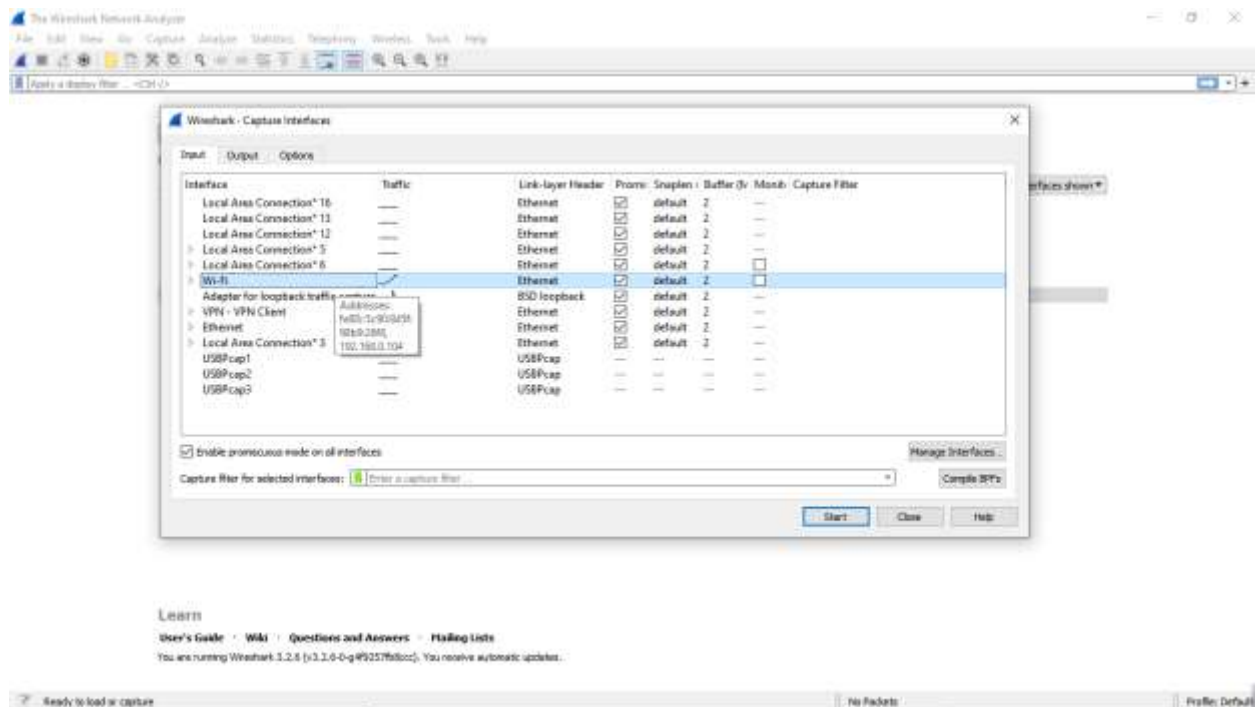 The Wireshark Network Analyzer
File Edit View Go Capture Analyze Statistics Telephony Wireless Tools Help
Apply a display filter ... <Ctrl-/>
Wireshark - Capture Interfaces
Input Output Options
Interface Traffic Link-layer Header Promi Snaplen Buffer (M Monit Capture Filter
Local Area Connection* 16 Ethernet default 2 —
Local Area Connection* 13 Ethernet default 2 —
Local Area Connection* 12 Ethernet default 2 —
Local Area Connection* 5 Ethernet default 2 —
Local Area Connection* 6 Ethernet default 2
Wi-Fi Ethernet default 2
Adapter for loopback traffic capture BSD loopback default 2 —
VPN - VPN Client Ethernet default 2 —
Ethernet Ethernet default 2 —
Local Area Connection* 3 Ethernet default 2 —
USBPcap1 USBPcap — — — —
USBPcap2 USBPcap — — — —
USBPcap3 USBPcap — — — —
Addresses:
192.168.0.104
erfaces shown
Enable promiscuous mode on all interfaces
Manage Interfaces...
Capture filter for selected interfaces: Enter a capture filter ...
Compile BPFs
Start Close Help
Learn
User's Guide · Wiki · Questions and Answers · Mailing Lists
You are running Wireshark 3.2.6 You receive automatic updates.
Ready to load or capture No Packets Profile: Default